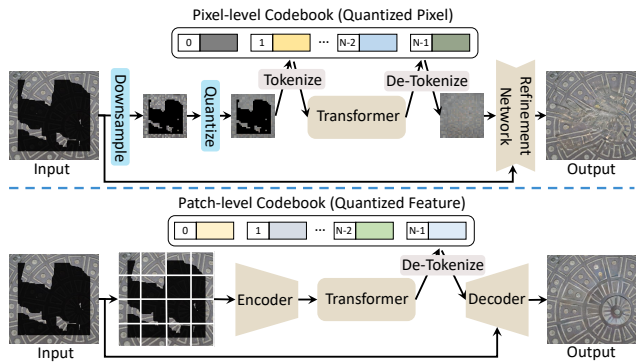 Pixel-level Codebook (Quantized Pixel)
0 1 ... N-2 N-1
Downsample
Quantize
Tokenize
De-Tokenize
Transformer
Refinement
Network
Input
Output
Patch-level Codebook (Quantized Feature)
0 1 ... N-2 N-1
De-Tokenize
Encoder
Transformer
Decoder
Input
Output